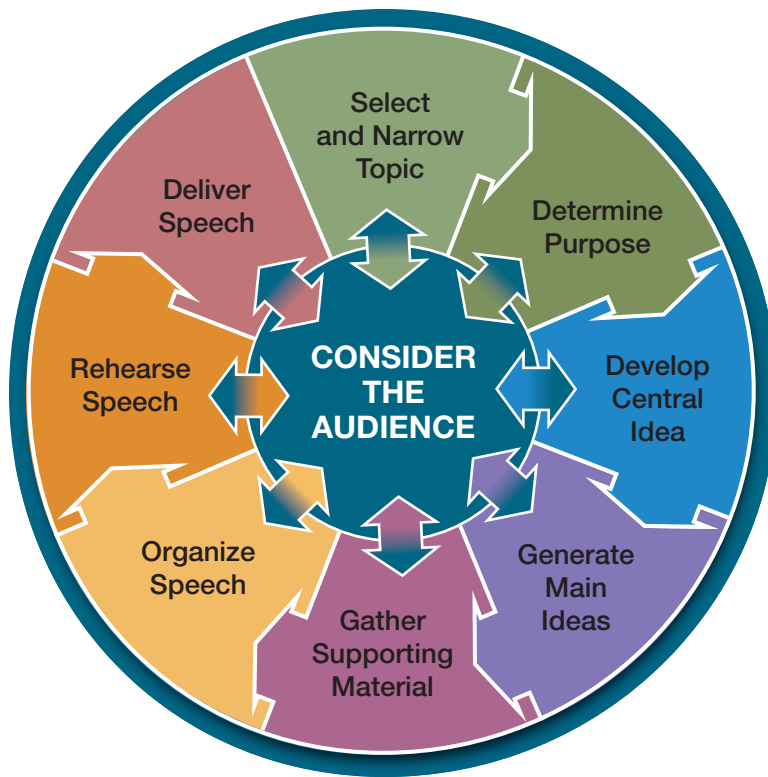 Select
and Narrow
Topic
Determine
Purpose
Develop
Central
Idea
Generate
Main
Ideas
Gather
Supporting
Material
Organize
Speech
Rehearse
Speech
Deliver
Speech
CONSIDER
THE
AUDIENCE